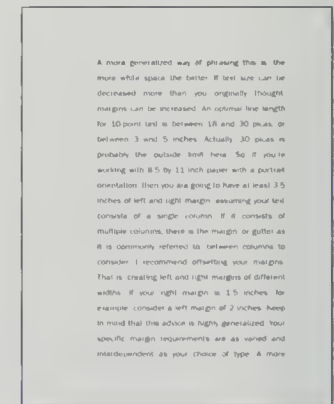 A more generalized way of phrasing this is the
more white space the better If text size can be
decreased more than you originally thought
margins can be increased An optimal line length
for 10 point text is between 18 and 30 picas, or
between 3 and 5 inches Actually 30 picas is
probably the outside limit here So if you're
working with 8.5 by 11 inch paper with a portrait
orientation then you are going to have at least 3.5
inches of left and right margin assuming your text
consists of a single column If it consists of
multiple columns, there is the margin or gutter as
it is commonly referred to between columns to
consider I recommend offsetting your margins
That is creating left and right margins of different
widths If your right margin is 1.5 inches for
example consider a left margin of 2 inches Keep
in mind that this advice is highly generalized Your
specific margin requirements are as varied and
interdependent as your choice of type A more